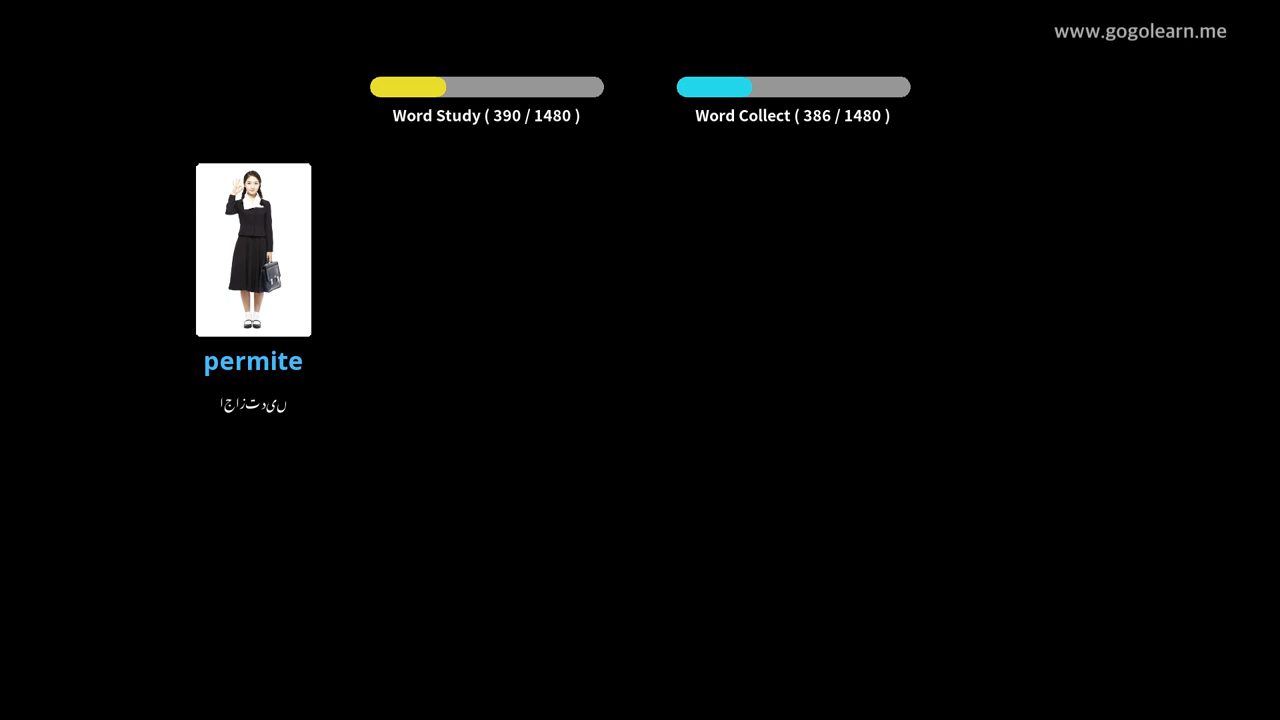 www.gogolearn.me
Word Study ( 390 / 1480 )
Word Collect ( 386 / 1480 )
permite
اجازت دیں